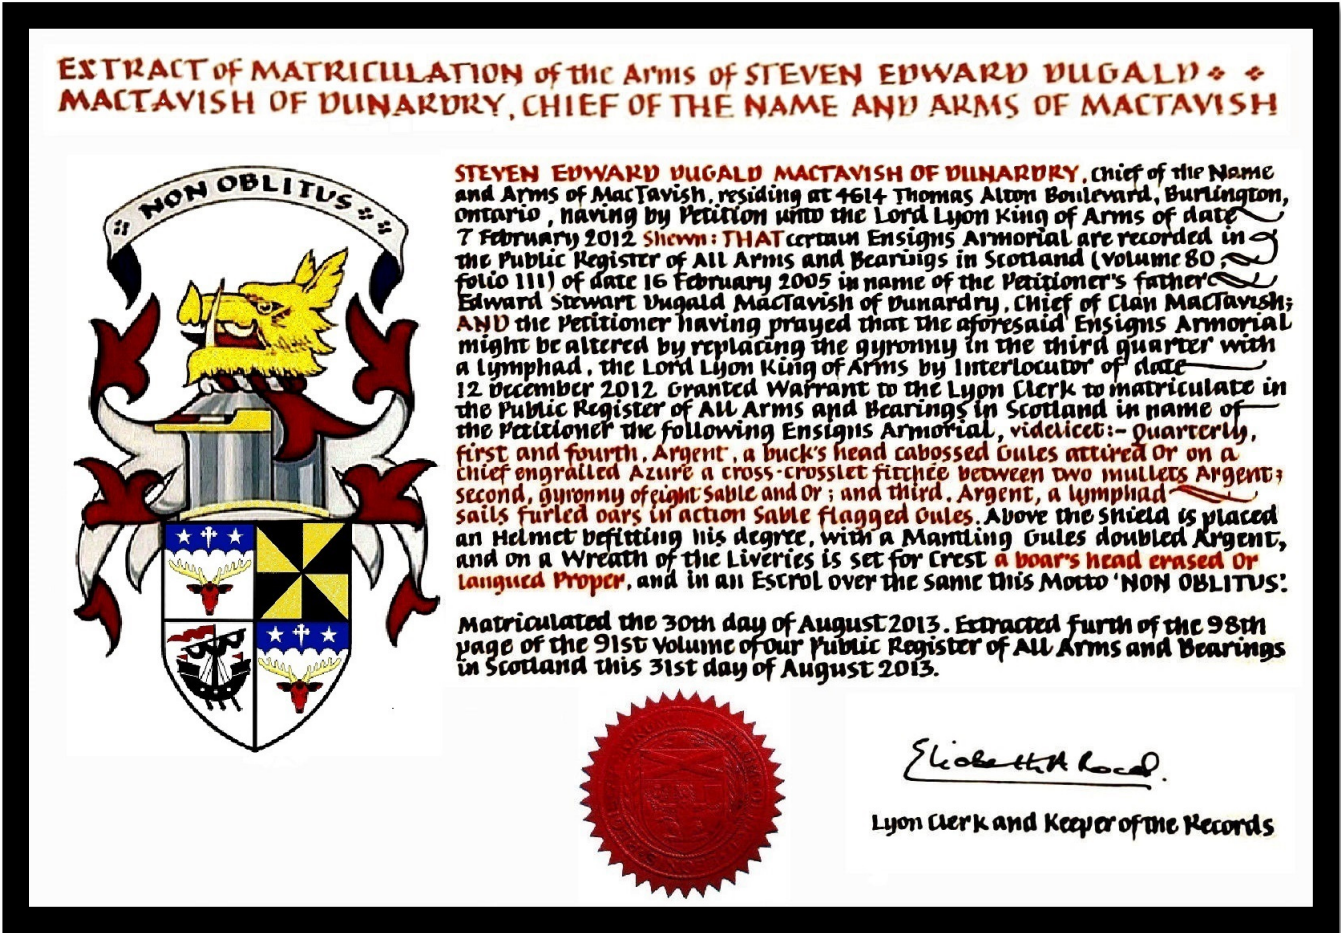 EXTRACT of MATRICULATION of the Arms of STEVEN EDWARD DUGALD
MACTAVISH OF DUNARDRY, CHIEF OF THE NAME AND ARMS OF MACTAVISH
NON OBLITUS
STEVEN EDWARD DUGALD MACTAVISH OF DUNARDRY, Chief of the Name
and Arms of MacTavish, residing at 4614 Thomas Alton Boulevard, Burlington,
Ontario, having by Petition unto the Lord Lyon King of Arms of date
7 February 2012 Shewn: THAT certain Ensigns Armorial are recorded in
the Public Register of All Arms and Bearings in Scotland (Volume 80,
folio 111) of date 16 February 2005 in name of the Petitioner's father
Edward Stewart Dugald MacTavish of Dunardry, Chief of Clan MacTavish;
AND the Petitioner having prayed that the aforesaid Ensigns Armorial
might be altered by replacing the gyronny in the third quarter with
a lymphad, the Lord Lyon King of Arms by Interlocutor of date
12 December 2012 Granted Warrant to the Lyon Clerk to matriculate in
the Public Register of All Arms and Bearings in Scotland in name of
the Petitioner the following Ensigns Armorial, videlicet:- Quarterly,
first and fourth, Argent, a buck's head cabossed Gules attired Or on a
chief engrailed Azure a cross-crosslet fitchée between two mullets Argent;
second, gyronny of eight Sable and Or; and third, Argent, a lymphad
sails furled oars in action Sable flagged Gules. Above the Shield is placed
an Helmet befitting his degree, with a Mantling Gules doubled Argent,
and on a Wreath of the Liveries is set for Crest a boar's head erased Or
langued Proper, and in an Escrol over the same this Motto 'NON OBLITUS'.
Matriculated the 30th day of August 2013. Extracted furth of the 98th
page of the 91st Volume of our Public Register of All Arms and Bearings
in Scotland this 31st day of August 2013.
Elizabeth A Roads.
Lyon Clerk and Keeper of the Records